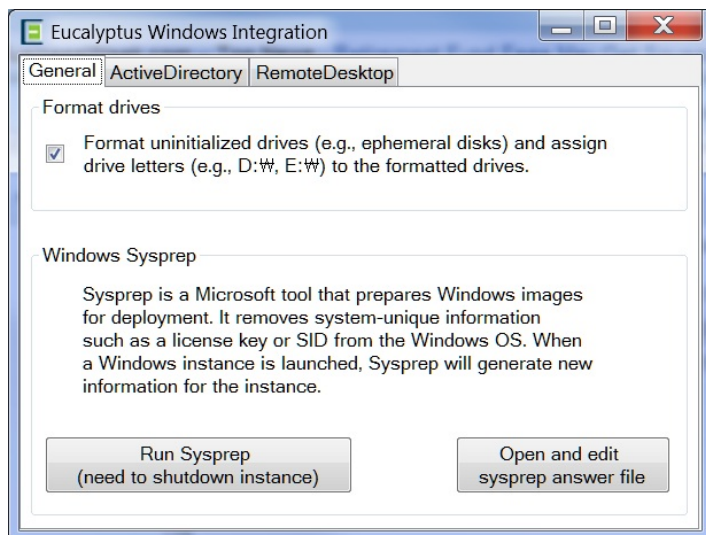 Eucalyptus Windows Integration
General ActiveDirectory RemoteDesktop
Format drives
Format uninitialized drives (e.g., ephemeral disks) and assign
drive letters (e.g., D:₩, E:₩) to the formatted drives.
Windows Sysprep
Sysprep is a Microsoft tool that prepares Windows images
for deployment. It removes system-unique information
such as a license key or SID from the Windows OS. When
a Windows instance is launched, Sysprep will generate new
information for the instance.
Run Sysprep
(need to shutdown instance)
Open and edit
sysprep answer file